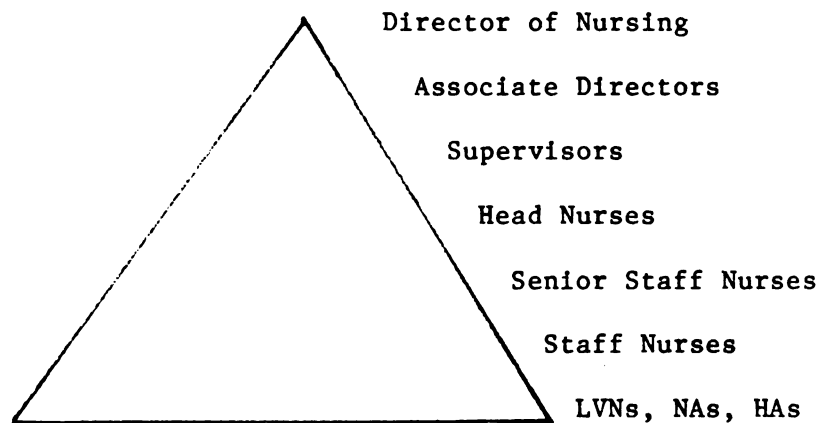 Director of Nursing
Associate Directors
Supervisors
Head Nurses
Senior Staff Nurses
Staff Nurses
LVNs, NAs, HAs